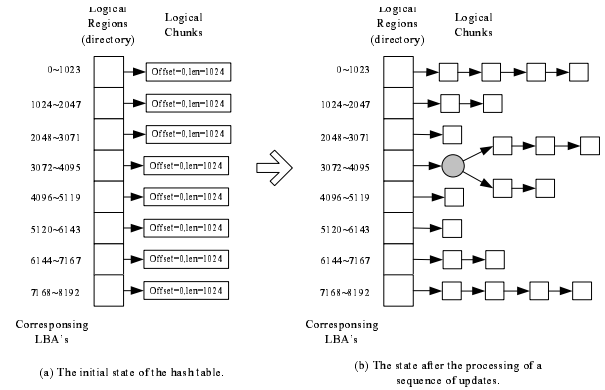 Logical
Regions
(directory)
Logical
Chunks
0~1023
Offset=0,len=1024
1024~2047
Offset=0,len=1024
2048~3071
Offset=0,len=1024
3072~4095
Offset=0,len=1024
4096~5119
Offset=0,len=1024
5120~6143
Offset=0,len=1024
6144~7167
Offset=0,len=1024
7168~8192
Offset=0,len=1024
Corresponsing
LBA's
(a) The initial state of the hash table.
Logical
Regions
(directory)
Logical
Chunks
0~1023
1024~2047
2048~3071
3072~4095
4096~5119
5120~6143
6144~7167
7168~8192
Corresponsing
LBA's
(b) The state after the processing of a
sequence of updates.